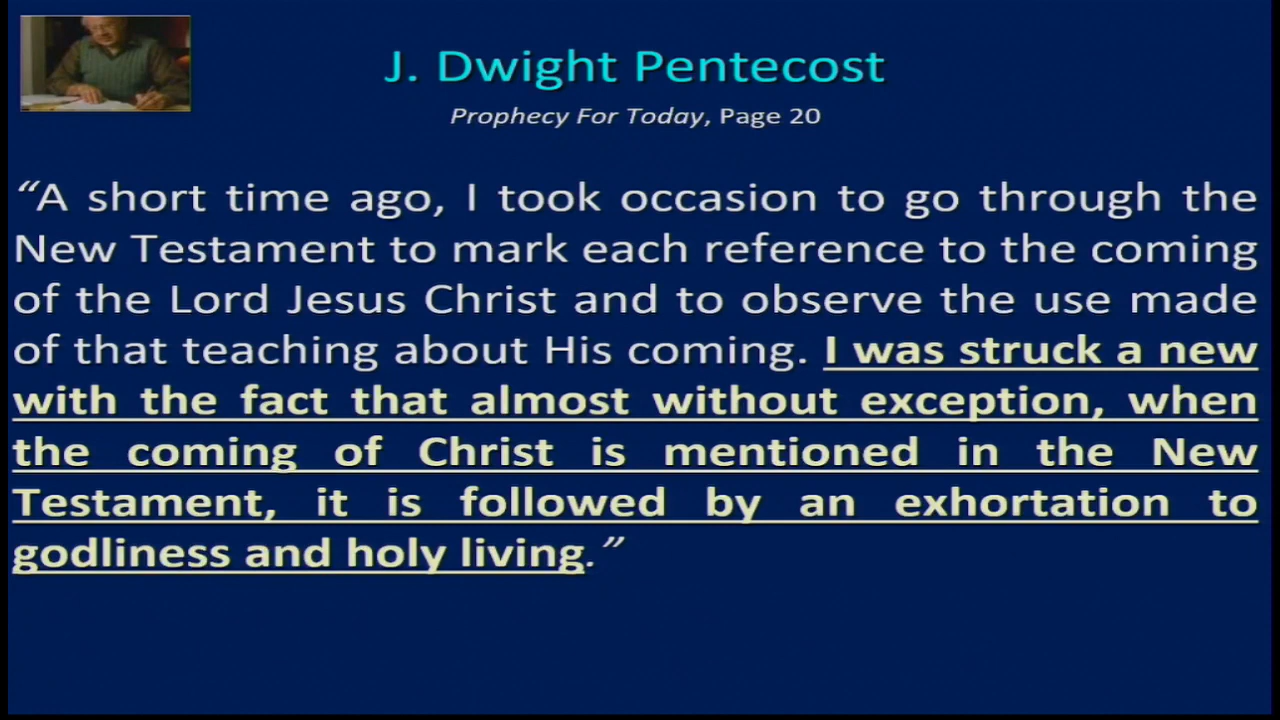 J. Dwight Pentecost
Prophecy For Today, Page 20
“A short time ago, I took occasion to go through the
New Testament to mark each reference to the coming
of the Lord Jesus Christ and to observe the use made
of that teaching about His coming. I was struck a new
with the fact that almost without exception, when
the coming of Christ is mentioned in the New
Testament, it is followed by an exhortation to
godliness and holy living.”